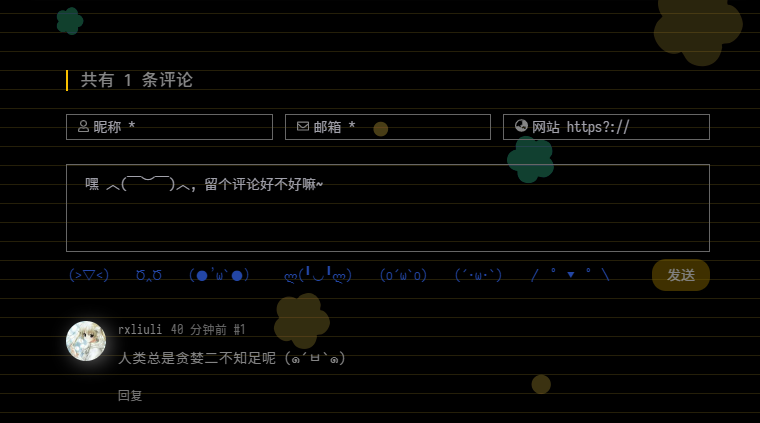 共有 1 条评论
昵称 * 邮箱 * 网站 https?://
嘿 ︿(￣︶￣)︿，留个评论好不好嘛~
(>▽<) ఠ_ఠ (●'ω`●) ლ(╹◡╹ლ) (o´ω`o) (´･ω･`) / ﾟ ▼ ﾟ \ 发送
rxliuli 40 分钟前 #1
人类总是贪婪二不知足呢 (๑´ㅂ`๑)
回复